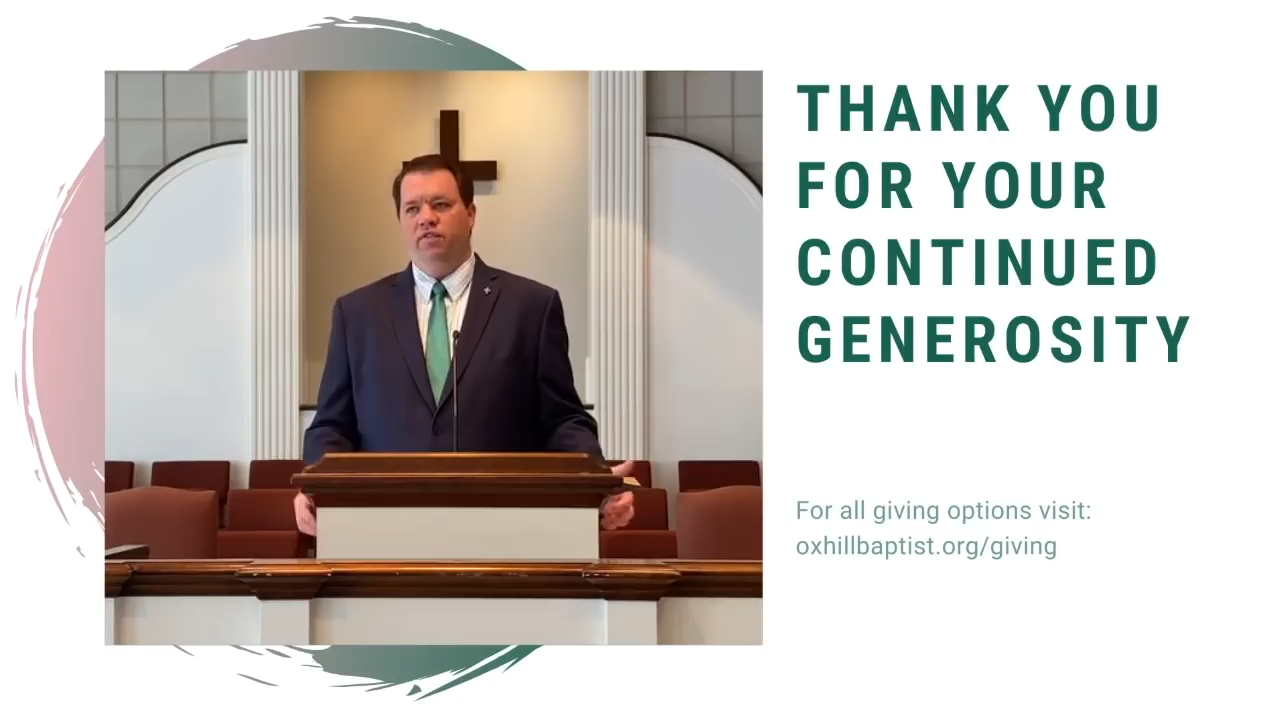 THANK YOU
FOR YOUR
CONTINUED
GENEROSITY
For all giving options visit:
oxhillbaptist.org/giving